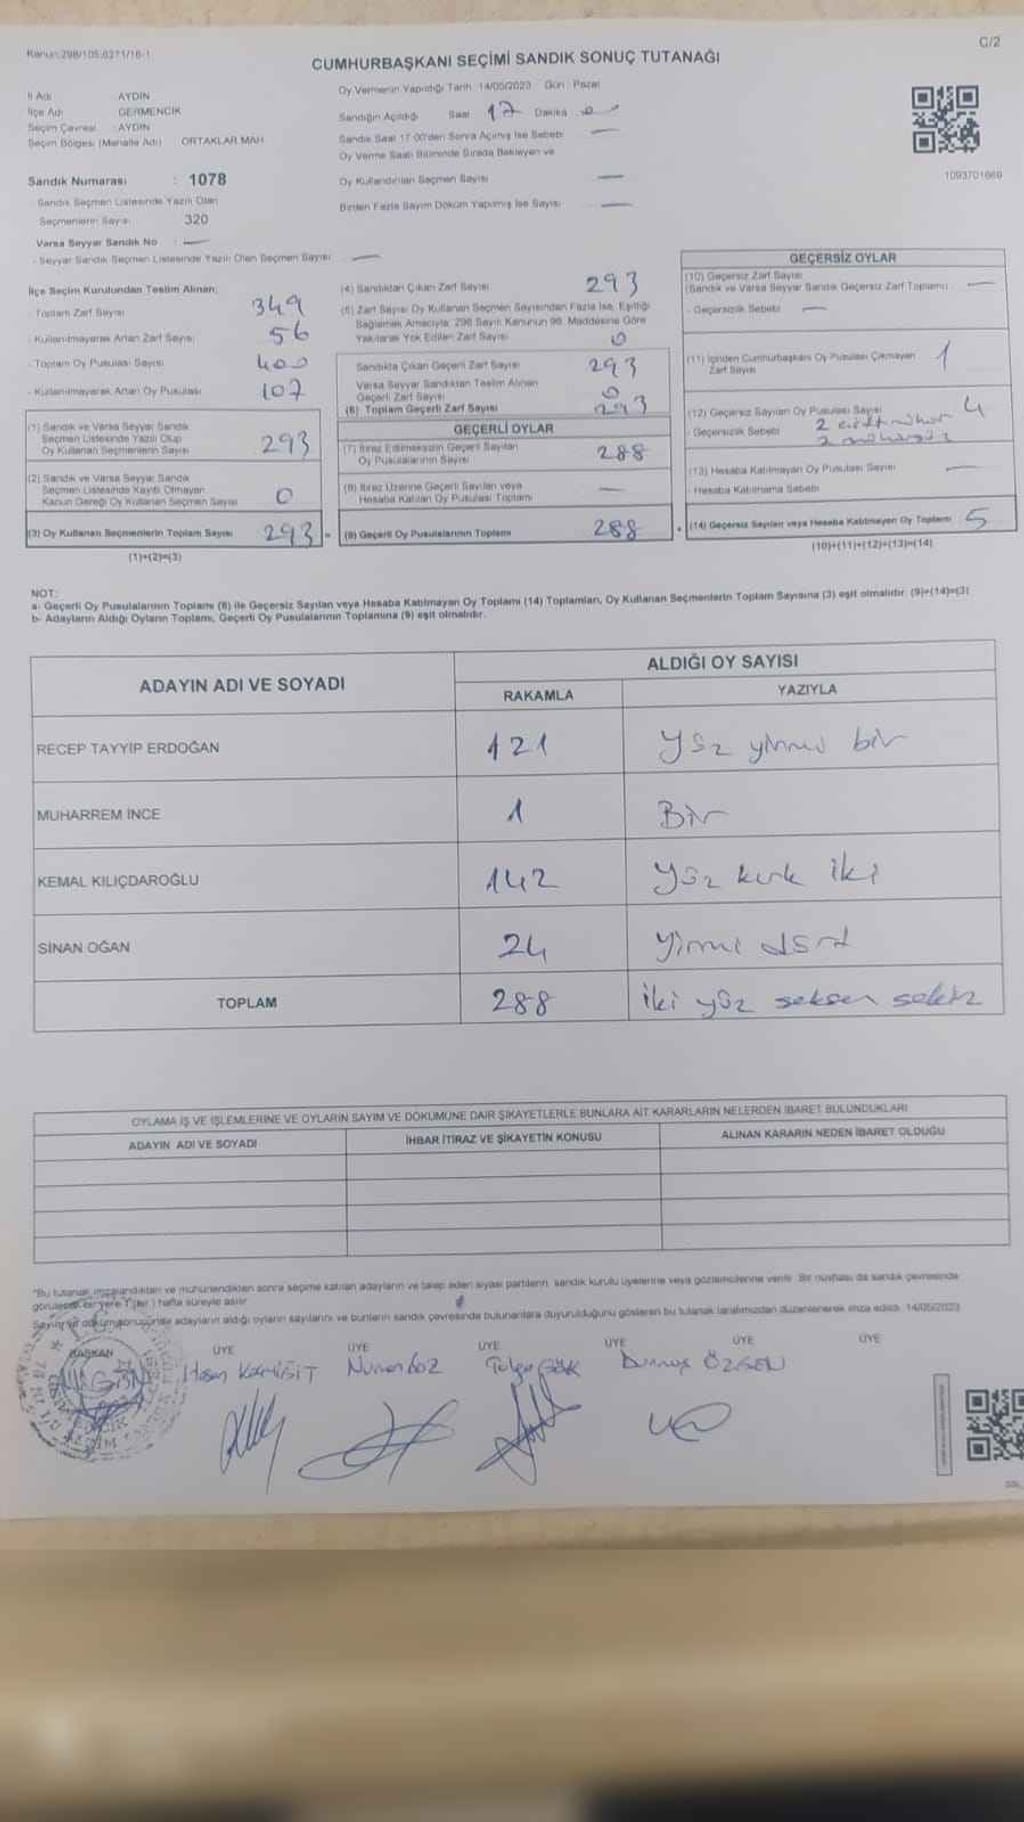 Kanun:298/105,6271/16-1
C/2
CUMHURBAŞKANI SEÇİMİ SANDIK SONUÇ TUTANAĞI
İl Adı AYDIN
İlçe Adı GERMENCİK
Seçim Çevresi : AYDIN
Seçim Bölgesi (Mahalle Adı) ORTAKLAR MAH
Sandık Numarası : 1078
Sandık Seçmen Listesinde Yazılı Olan
Seçmenlerin Sayısı 320
Varsa Seyyar Sandık No : —
- Seyyar Sandık Seçmen Listesinde Yazılı Olan Seçmen Sayısı —
Oy Vermenin Yapıldığı Tarih 14/05/2023 Gün : Pazar
Sandığın Açıldığı Saat 17 Dakika 0
Sandık Saat 17.00'den Sonra Açılmış İse Sebebi —
Oy Verme Saati Bitiminde Sırada Bekleyen ve
Oy Kullandırılan Seçmen Sayısı —
Birden Fazla Sayım Döküm Yapılmış İse Sayısı —
1093701669
İlçe Seçim Kurulundan Teslim Alınan;
- Toplam Zarf Sayısı 349
- Kullanılmayarak Artan Zarf Sayısı 56
- Toplam Oy Pusulası Sayısı 400
- Kullanılmayarak Artan Oy Pusulası 107
(1) Sandık ve Varsa Seyyar Sandık
Seçmen Listesinde Yazılı Olup
Oy Kullanan Seçmenlerin Sayısı 293
(2) Sandık ve Varsa Seyyar Sandık
Seçmen Listesinde Kaydı Olmayan
Kanun Gereği Oy Kullanan Seçmen Sayısı 0
(3) Oy Kullanan Seçmenlerin Toplam Sayısı 293
(1)+(2)=(3)
(4) Sandıktan Çıkan Zarf Sayısı 293
(5) Zarf Sayısı Oy Kullanan Seçmen Sayısından Fazla İse, Eşitliği
Sağlamak Amacıyla, 298 Sayılı Kanunun 98. Maddesine Göre
Yakılarak Yok Edilen Zarf Sayısı 0
Sandıkta Çıkan Geçerli Zarf Sayısı 293
Varsa Seyyar Sandıktan Teslim Alınan
Geçerli Zarf Sayısı 0
(6) Toplam Geçerli Zarf Sayısı 293
GEÇERLİ OYLAR
(7) İtiraz Edilmeksizin Geçerli Sayılan
Oy Pusulalarının Sayısı 288
(8) İtiraz Üzerine Geçerli Sayılan veya
Hesaba Katılan Oy Pusulası Toplamı —
(9) Geçerli Oy Pusulalarının Toplamı 288
GEÇERSİZ OYLAR
(10) Geçersiz Zarf Sayısı
(Sandık ve Varsa Seyyar Sandık Geçersiz Zarf Toplamı) —
- Geçersizlik Sebebi —
(11) İçinden Cumhurbaşkanı Oy Pusulası Çıkmayan
Zarf Sayısı 1
(12) Geçersiz Sayılan Oy Pusulası Sayısı 4
- Geçersizlik Sebebi 2 çift mühür
2 mühürsüz
(13) Hesaba Katılmayan Oy Pusulası Sayısı —
- Hesaba Katılmama Sebebi
(14) Geçersiz Sayılan veya Hesaba Katılmayan Oy Toplamı 5
(10)+(11)+(12)+(13)=(14)
NOT:
a- Geçerli Oy Pusulalarının Toplamı (9) ile Geçersiz Sayılan veya Hesaba Katılmayan Oy Toplamı (14) Toplamları, Oy Kullanan Seçmenlerin Toplam Sayısına (3) eşit olmalıdır. (9)+(14)=(3)
b- Adayların Aldığı Oyların Toplamı, Geçerli Oy Pusulalarının Toplamına (9) eşit olmalıdır.
ADAYIN ADI VE SOYADI
ALDIĞI OY SAYISI
RAKAMLA YAZIYLA
RECEP TAYYİP ERDOĞAN 121 yüz yirmi bir
MUHARREM İNCE 1 Bir
KEMAL KILIÇDAROĞLU 142 yüz kırk iki
SİNAN OĞAN 24 yirmi dört
TOPLAM 288 iki yüz seksen sekiz
OYLAMA İŞ VE İŞLEMLERİNE VE OYLARIN SAYIM VE DÖKÜMÜNE DAİR ŞİKAYETLERLE BUNLARA AİT KARARLARIN NELERDEN İBARET BULUNDUKLARI
ADAYIN ADI VE SOYADI İHBAR İTİRAZ VE ŞİKAYETİN KONUSU ALINAN KARARIN NEDEN İBARET OLDUĞU
"Bu tutanak, imzalandıktan ve mühürlendikten sonra seçime katılan adayların ve talep eden siyasi partilerin, sandık kurulu üyelerine veya gözlemcilerine verilir. Bir nüshası da sandık çevresinde
görülecek bir yere 1 (bir) hafta süreyle asılır.
adayların aldığı oyların sayılarını ve bunların sandık çevresinde bulunanlara duyurulduğunu gösteren bu tutanak tarafımızdan düzenlenerek imza edildi. 14/05/2023
BAŞKAN ÜYE ÜYE ÜYE ÜYE ÜYE ÜYE
Nurten Tolga GÖK Durmuş ÖZGEN